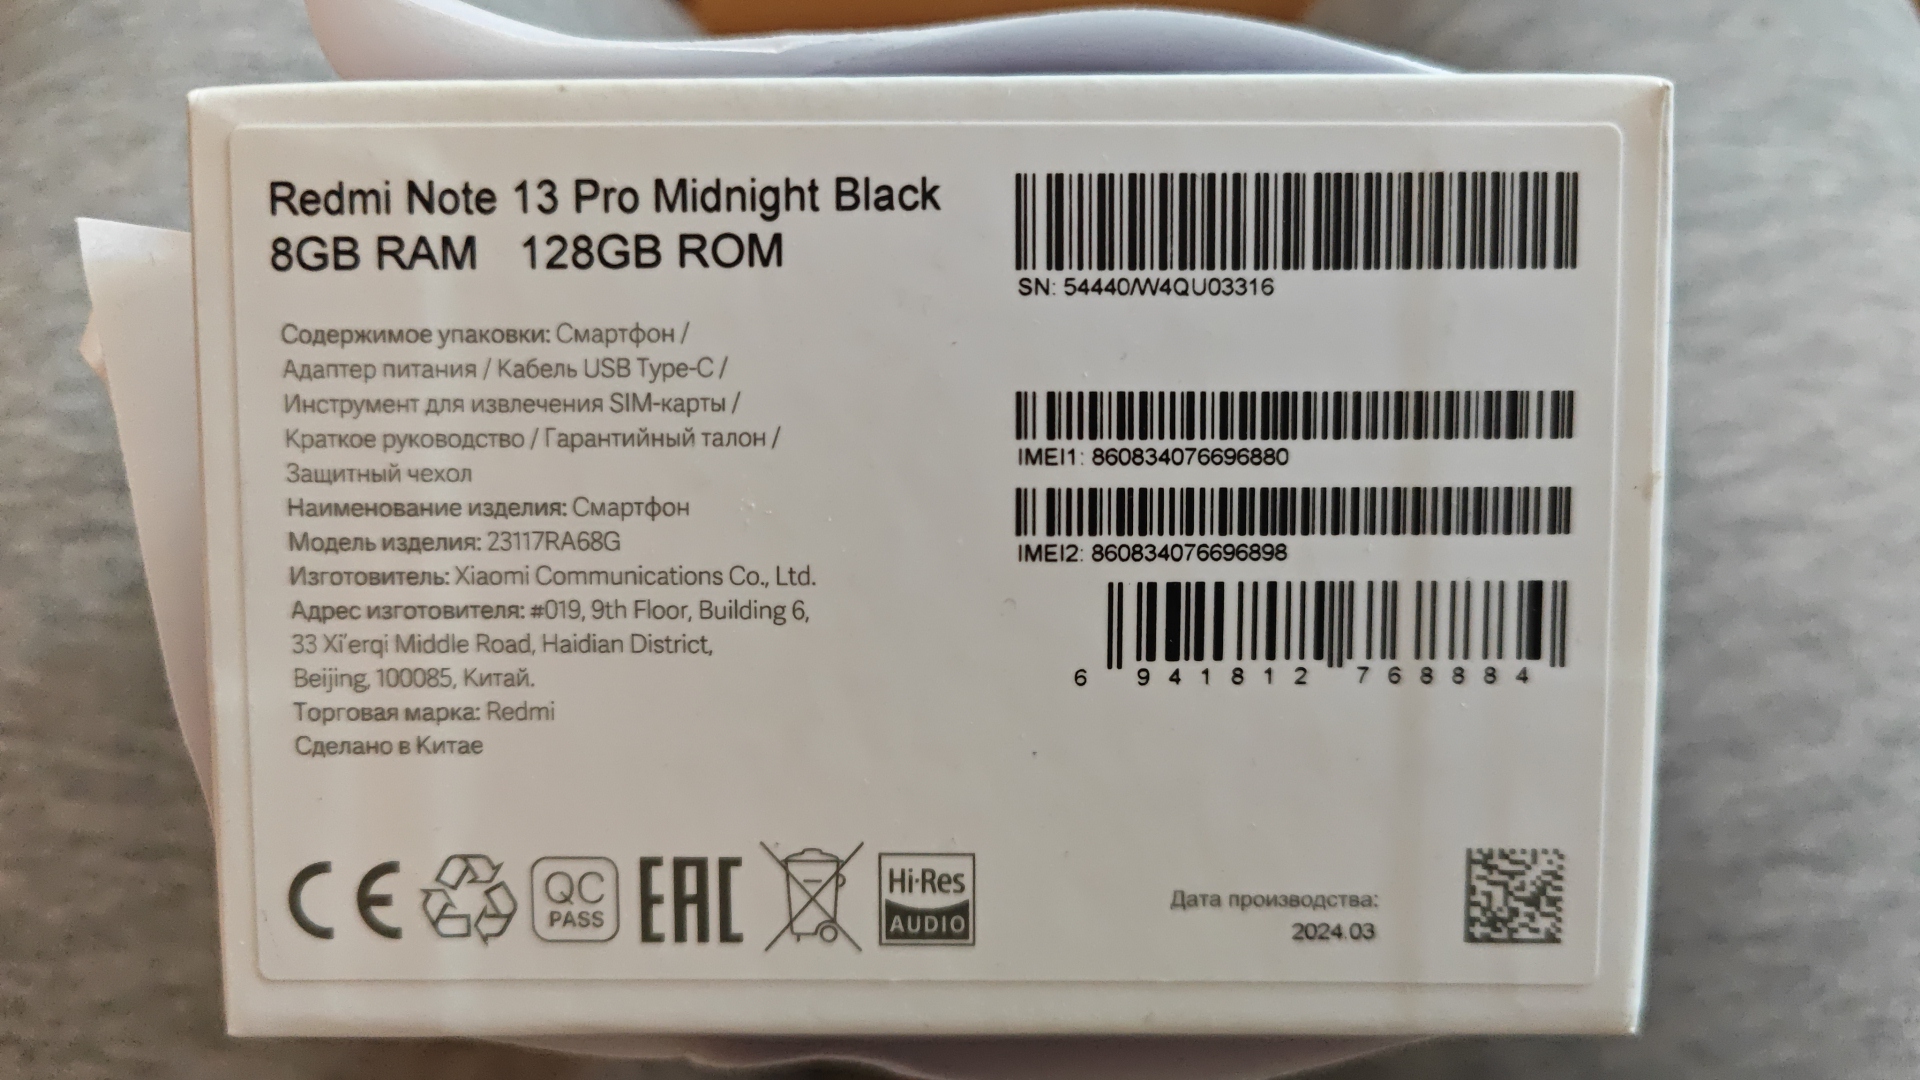 Redmi Note 13 Pro Midnight Black
8GB RAM 128GB ROM
Содержимое упаковки: Смартфон /
Адаптер питания / Кабель USB Type-C /
Инструмент для извлечения SIM-карты /
Краткое руководство / Гарантийный талон /
Защитный чехол
Наименование изделия: Смартфон
Модель изделия: 23117RA68G
Изготовитель: Xiaomi Communications Co., Ltd.
Адрес изготовителя: #019, 9th Floor, Building 6,
33 Xi'erqi Middle Road, Haidian District,
Beijing, 100085, Китай.
Торговая марка: Redmi
Сделано в Китае
SN: 54440/W4QU03316
IMEI1: 860834076696880
IMEI2: 860834076696898
6 941812 768884
CE
QC
PASS
EAC
Hi-Res
AUDIO
Дата производства:
2024.03